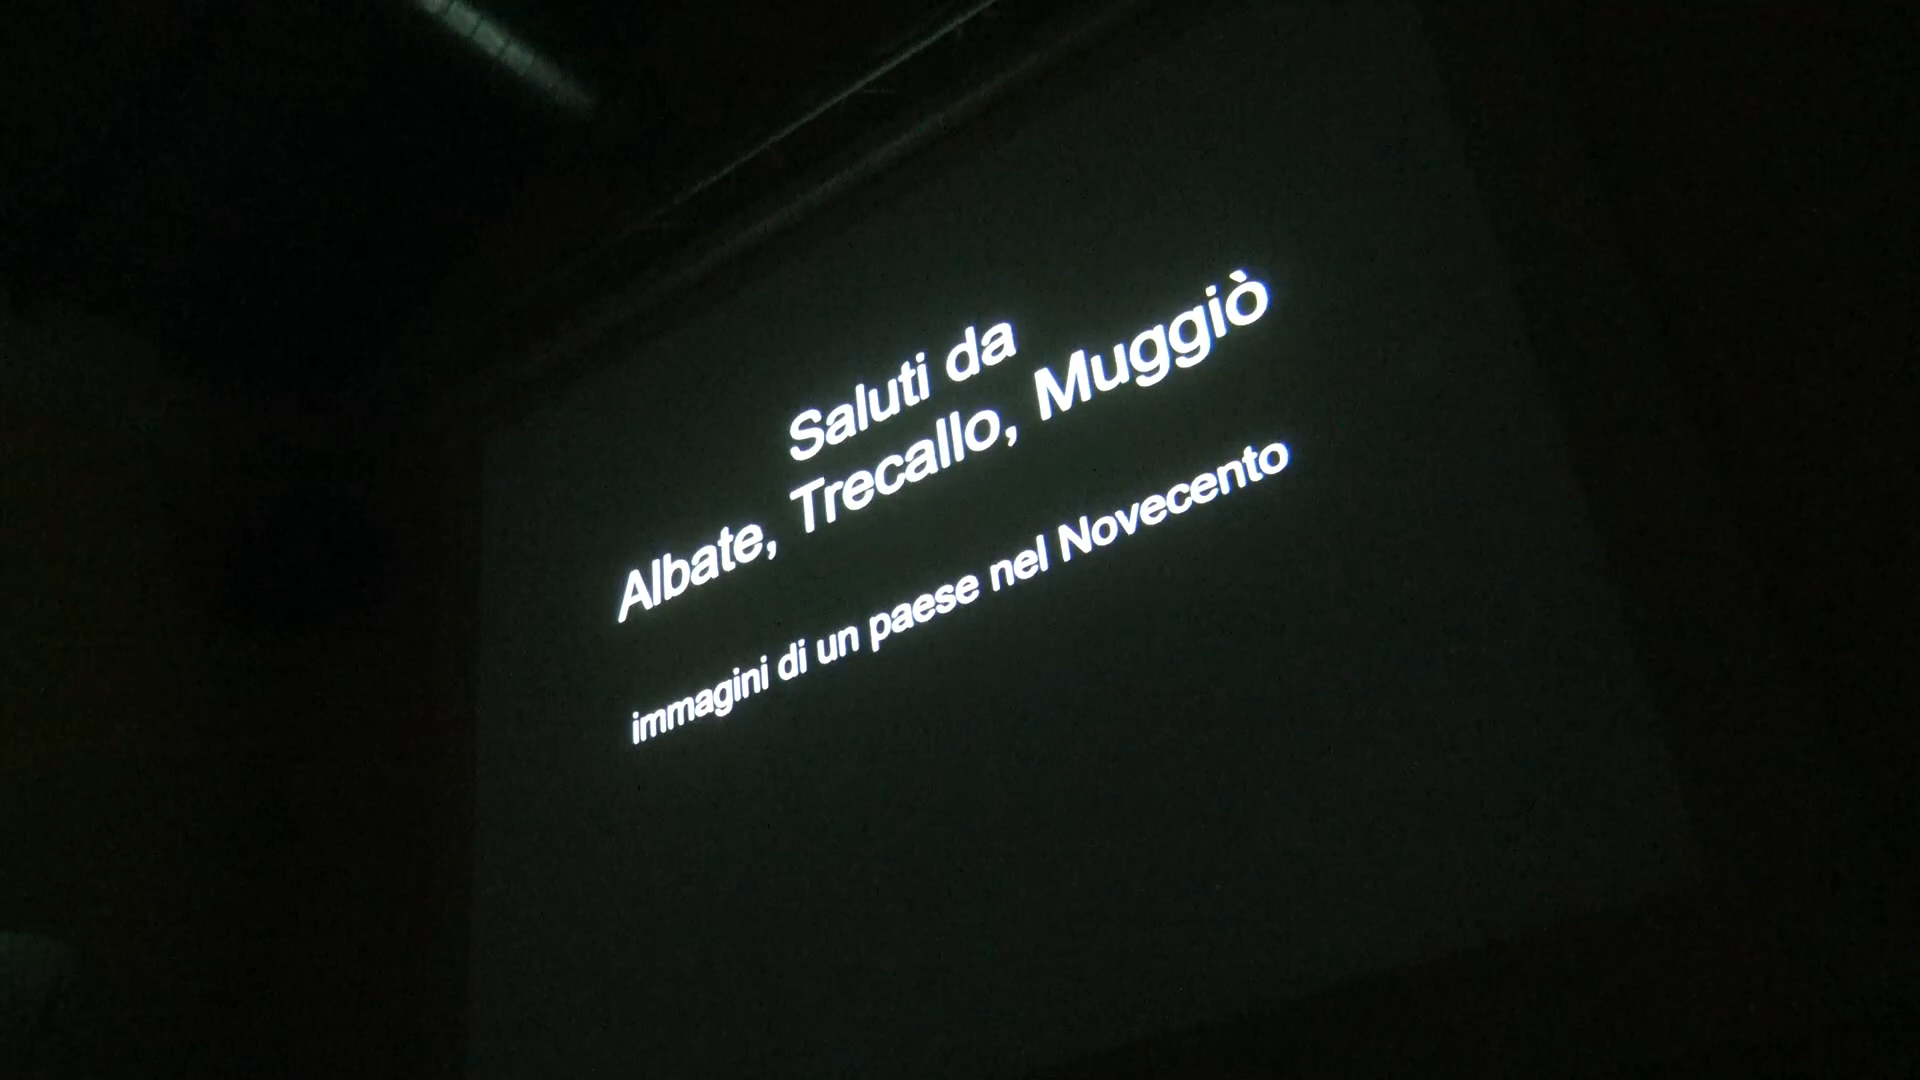 Saluti da
Albate, Trecallo, Muggiò
immagini di un paese nel Novecento